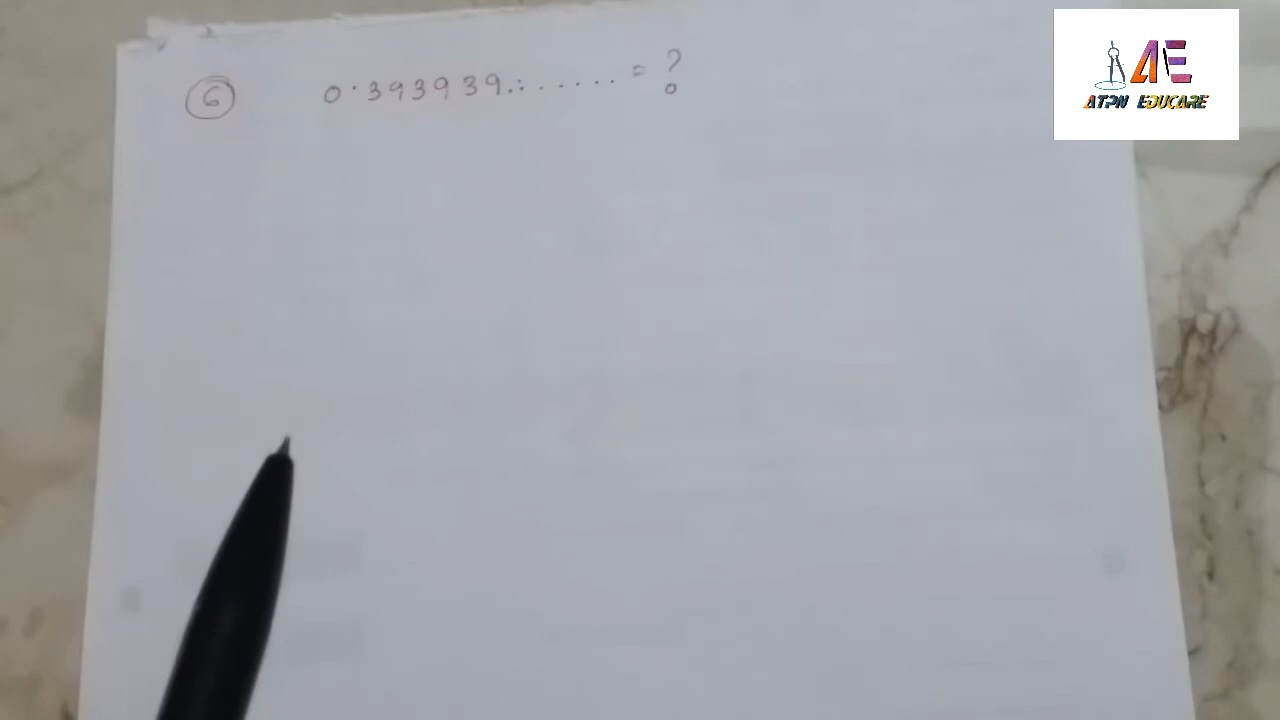 6 0.393939......... = ?
AE
ATPN EDUCARE